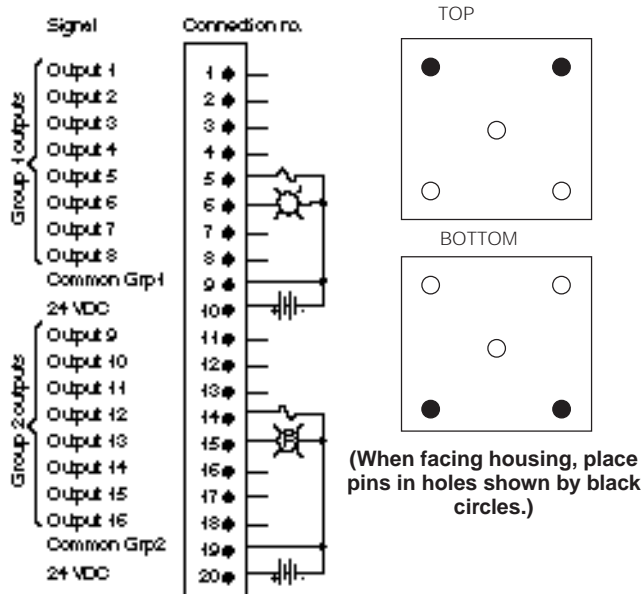 Signal Connection no.
Group 1 outputs
Output 1 1
Output 2 2
Output 3 3
Output 4 4
Output 5 5
Output 6 6
Output 7 7
Output 8 8
Common Grp1 9
24 VDC 10
Group 2 outputs
Output 9 11
Output 10 12
Output 11 13
Output 12 14
Output 13 15
Output 14 16
Output 15 17
Output 16 18
Common Grp2 19
24 VDC 20
P
+
+
TOP
BOTTOM
(When facing housing, place
pins in holes shown by black
circles.)